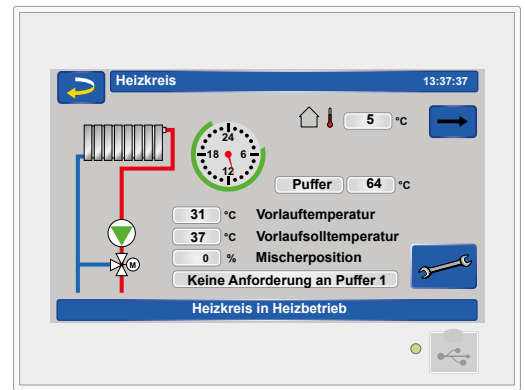 Heizkreis 13:37:37
5 °C
24
18 6
12
Puffer 64 °C
31 °C Vorlauftemperatur
37 °C Vorlaufsolltemperatur
0 % Mischerposition
M
Keine Anforderung an Puffer 1
Heizkreis in Heizbetrieb